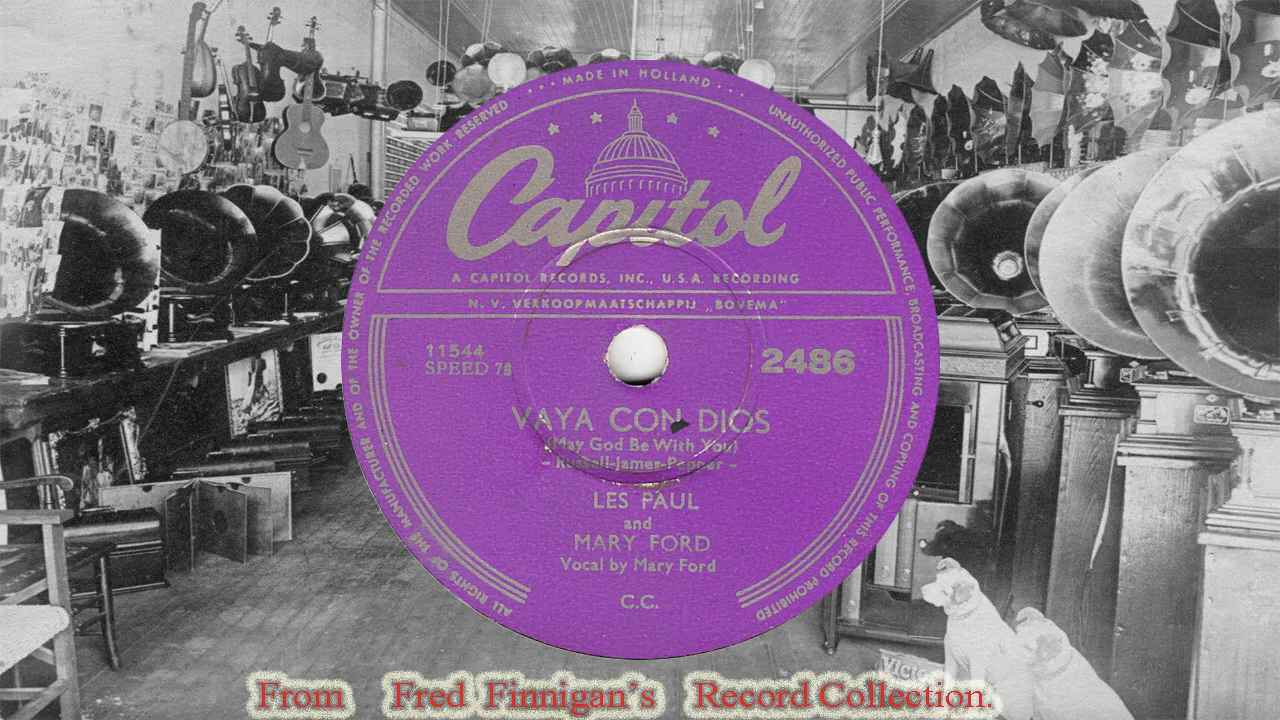 · · · MADE IN HOLLAND · · ·
UNAUTHORIZED PUBLIC PERFORMANCE, BROADCASTING AND COPYING OF THIS RECORD PROHIBITED
ALL RIGHTS OF THE MANUFACTURER AND OF THE OWNER OF THE RECORDED WORK RESERVED
Capitol
A CAPITOL RECORDS, INC., U.S.A. RECORDING
N. V. VERKOOPMAATSCHAPPIJ „BOVEMA”
11544
SPEED 78
2486
VAYA CON DIOS
(May God Be With You)
– Russell-James-Pepper –
LES PAUL
and
MARY FORD
Vocal by Mary Ford
C.C.
VICTOR
From Fred Finnigan's Record Collection.